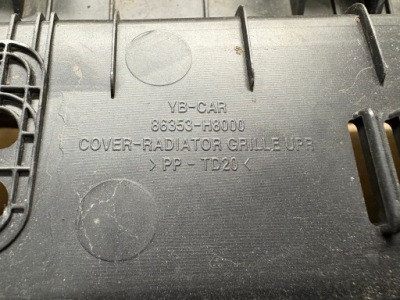 YB-CAR
86353-H8000
COVER-RADIATOR GRILLE UPR
>PP - TD20<